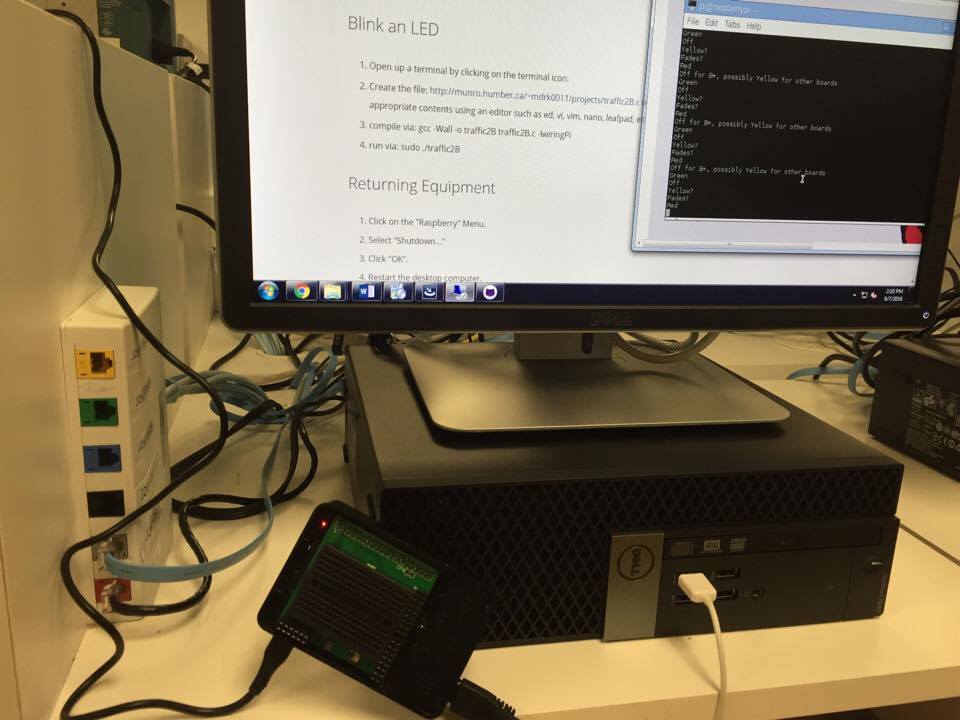 Blink an LED
1. Open up a terminal by clicking on the terminal icon.
2. Create the file: http://munro.humber.ca/~mdrk0011/projects/traffic2B.c
appropriate contents using an editor such as ed, vi, vim, nano, leafpad,
3. compile via: gcc -Wall -o traffic2B traffic2B.c -lwiringPi
4. run via: sudo ./traffic2B
Returning Equipment
1. Click on the "Raspberry" Menu.
2. Select "Shutdown..."
3. Click "OK".
4. Restart the desktop computer.
pi@raspberrypi: ~
File Edit Tabs Help
Green
Off
Yellow?
Fades?
Red
Off for B+, possibly Yellow for other boards
Green
Off
Yellow?
Fades?
Red
Off for B+, possibly Yellow for other boards
Green
Off
Yellow?
Fades?
Red
Off for B+, possibly Yellow for other boards
Green
Off
Yellow?
Fades?
Red
2:03 PM
8/7/2016
DELL
DELL